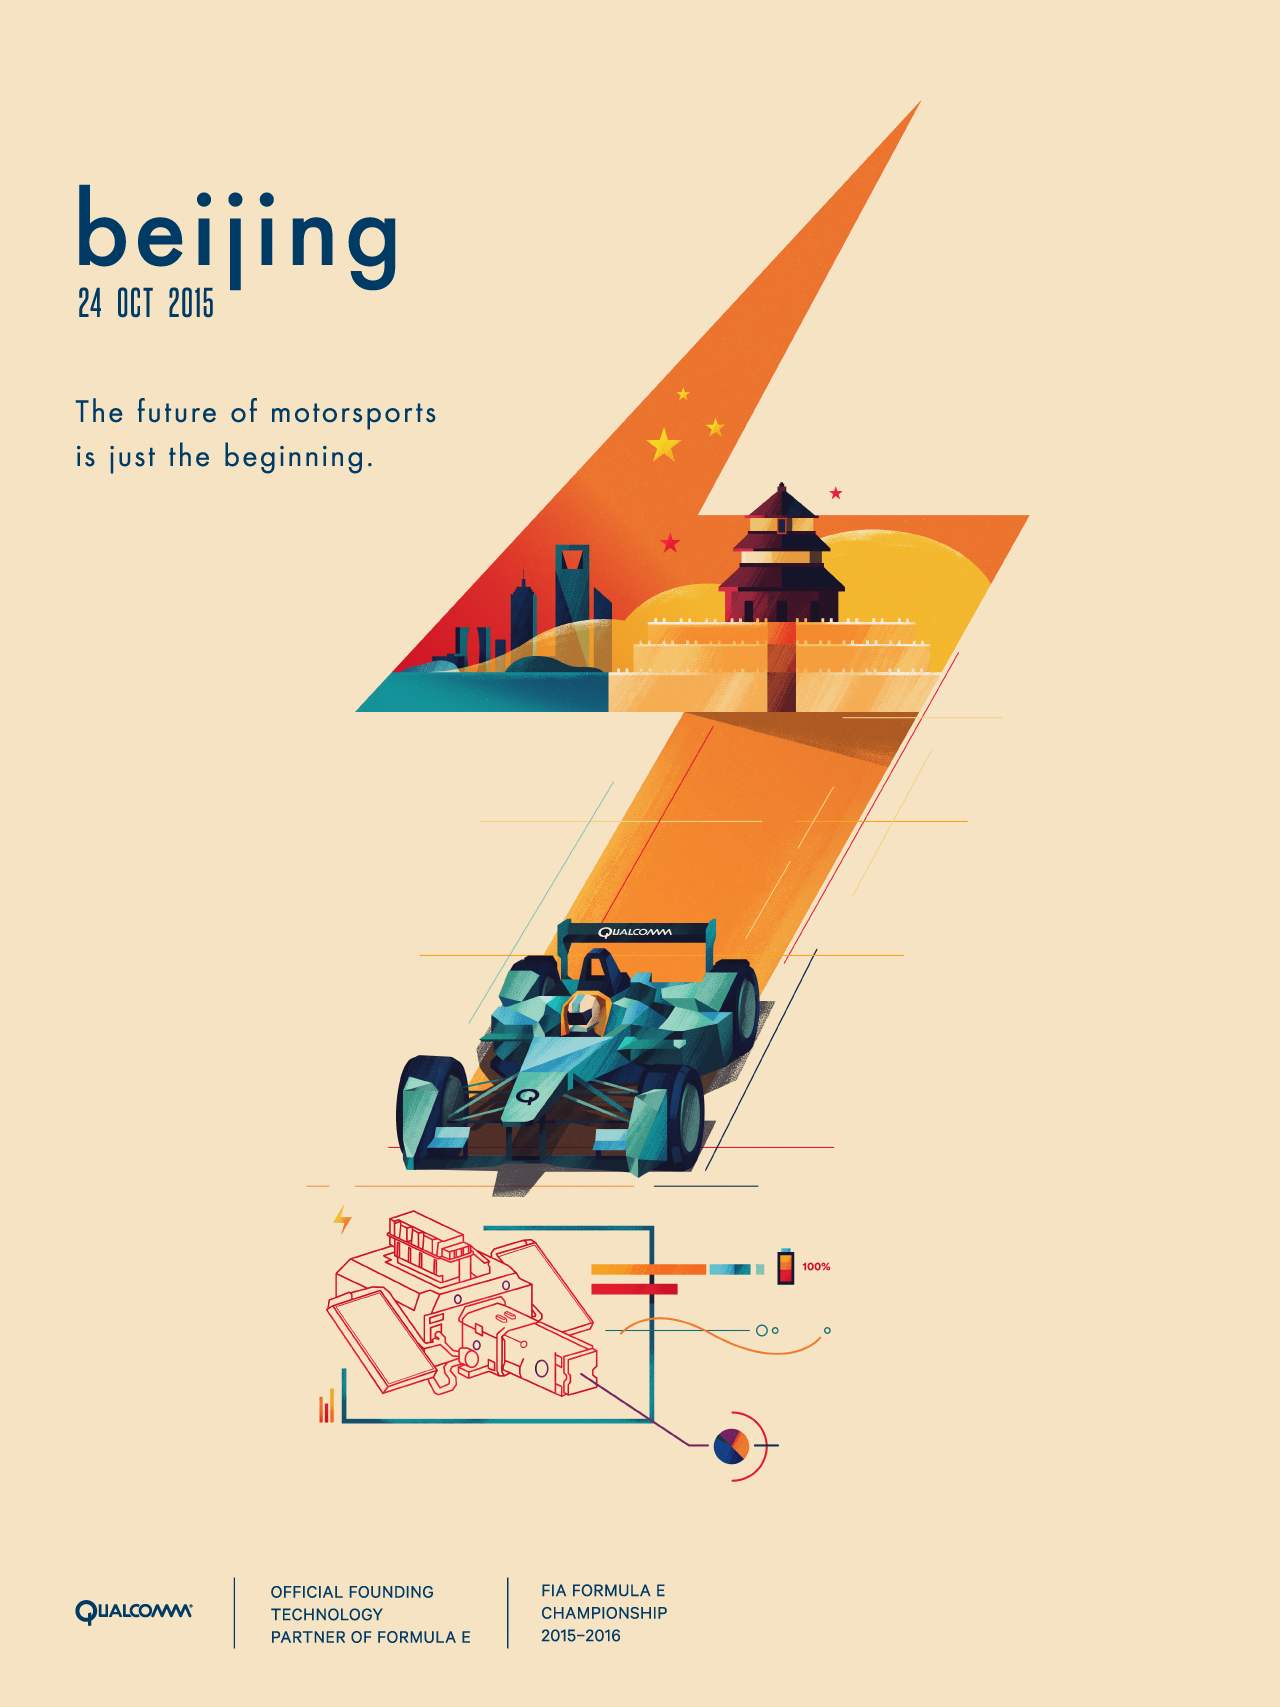 beijing
24 OCT 2015
The future of motorsports
is just the beginning.
QUALCOMM
Q
100%
QUALCOMM®
OFFICIAL FOUNDING
TECHNOLOGY
PARTNER OF FORMULA E
FIA FORMULA E
CHAMPIONSHIP
2015–2016